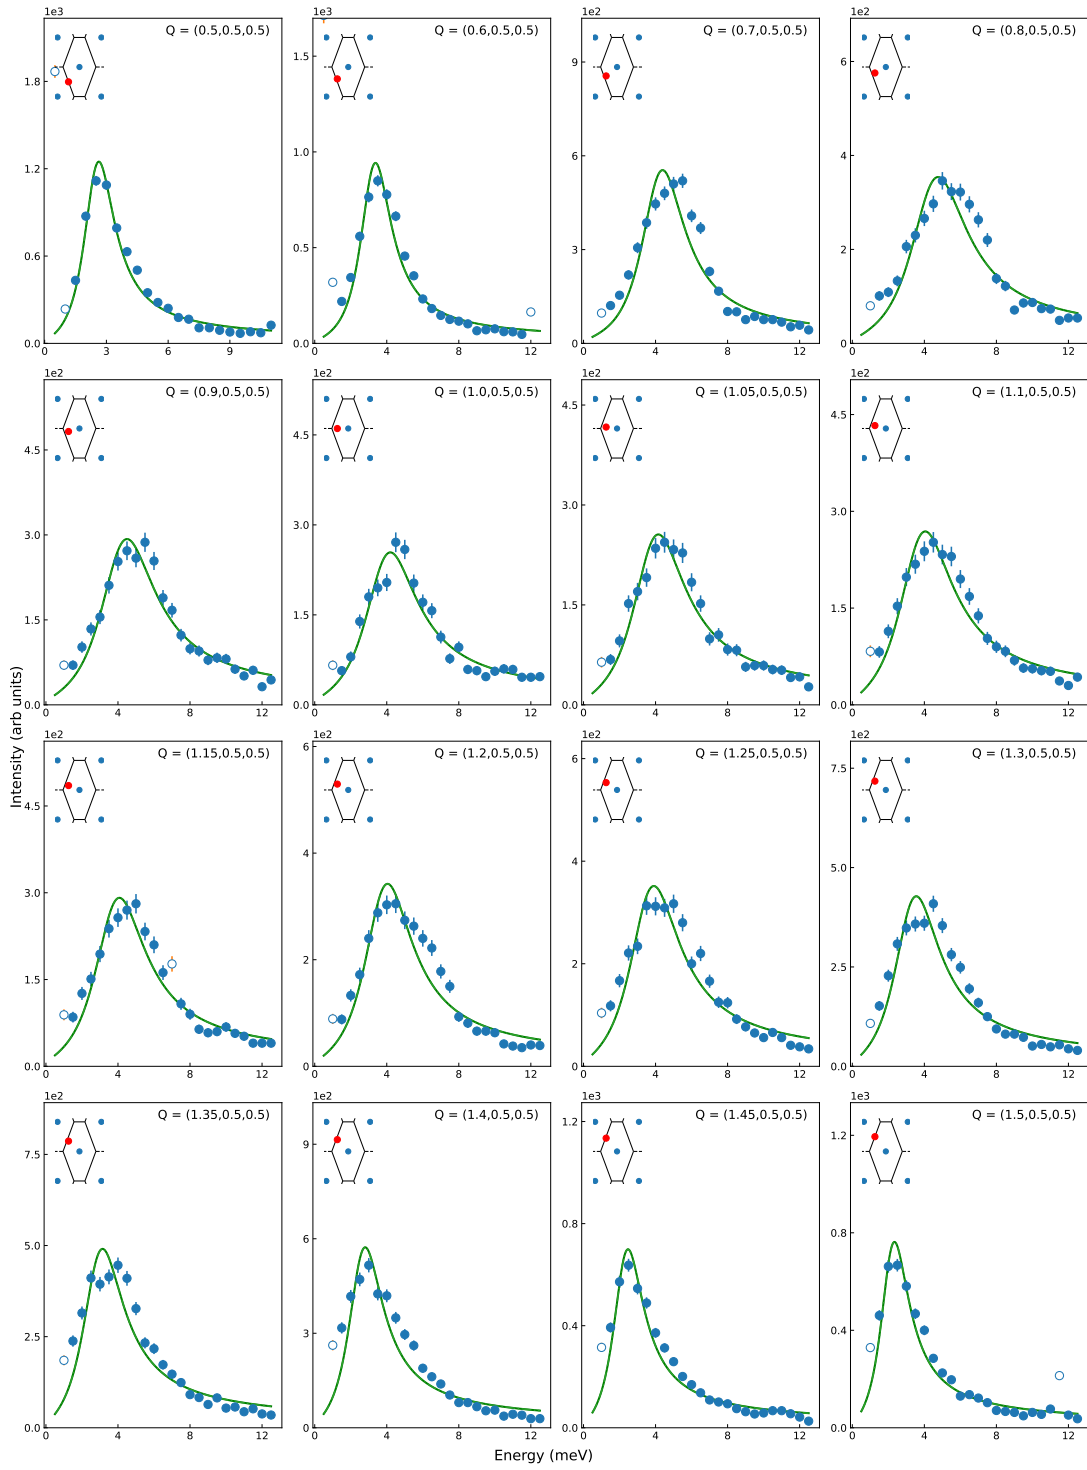 1e3
Q = (0.5,0.5,0.5)
1.8
1.2
0.6
0.0
0 3 6 9
1e3
Q = (0.6,0.5,0.5)
1.5
1.0
0.5
0.0
0 4 8 12
1e2
Q = (0.7,0.5,0.5)
9
6
3
0
0 4 8 12
1e2
Q = (0.8,0.5,0.5)
6
4
2
0
0 4 8 12
1e2
Q = (0.9,0.5,0.5)
4.5
3.0
1.5
0.0
0 4 8 12
1e2
Q = (1.0,0.5,0.5)
4.5
3.0
1.5
0.0
0 4 8 12
1e2
Q = (1.05,0.5,0.5)
4.5
3.0
1.5
0.0
0 4 8 12
1e2
Q = (1.1,0.5,0.5)
4.5
3.0
1.5
0.0
0 4 8 12
Intensity (arb units)
1e2
Q = (1.15,0.5,0.5)
4.5
3.0
1.5
0.0
0 4 8 12
1e2
Q = (1.2,0.5,0.5)
6
4
2
0
0 4 8 12
1e2
Q = (1.25,0.5,0.5)
6
4
2
0
0 4 8 12
1e2
Q = (1.3,0.5,0.5)
7.5
5.0
2.5
0.0
0 4 8 12
1e2
Q = (1.35,0.5,0.5)
7.5
5.0
2.5
0.0
0 4 8 12
1e2
Q = (1.4,0.5,0.5)
9
6
3
0
0 4 8 12
1e3
Q = (1.45,0.5,0.5)
1.2
0.8
0.4
0.0
0 4 8 12
1e3
Q = (1.5,0.5,0.5)
1.2
0.8
0.4
0.0
0 4 8 12
Energy (meV)